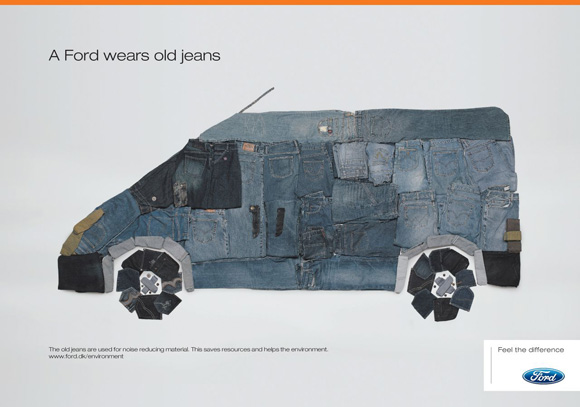 A Ford wears old jeans
The old jeans are used for noise reducing material. This saves resources and helps the environment.
www.ford.dk/environment
Feel the difference
Ford